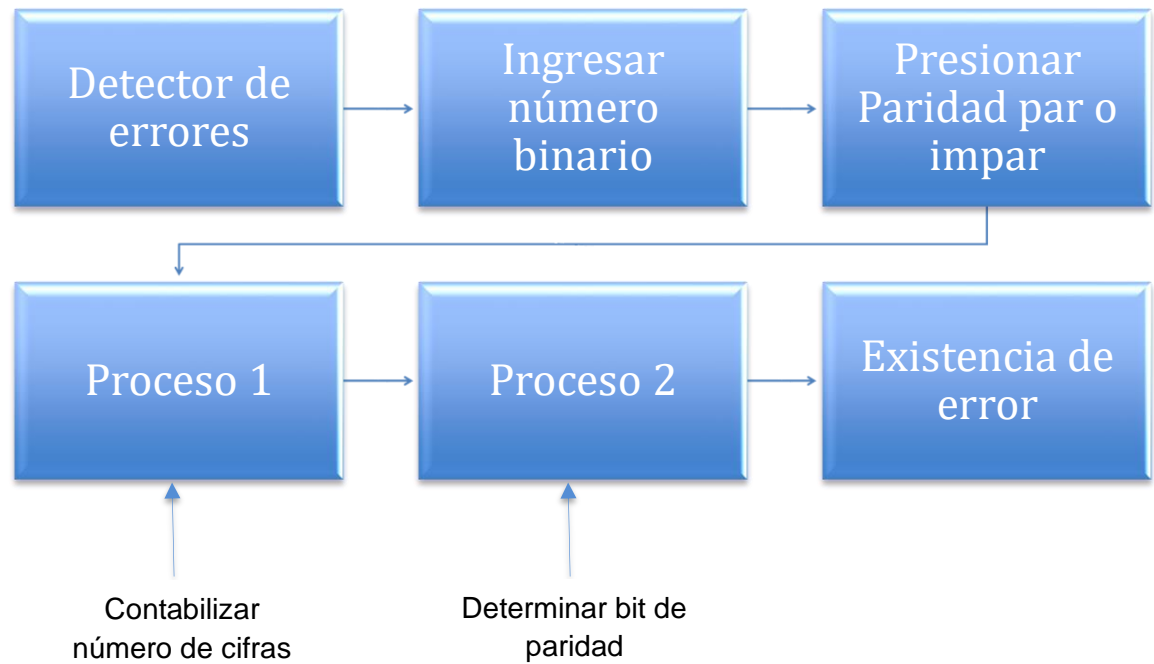 Detector de
errores
Ingresar
número
binario
Presionar
Paridad par o
impar
Proceso 1
Proceso 2
Existencia de
error
Contabilizar
número de cifras
Determinar bit de
paridad